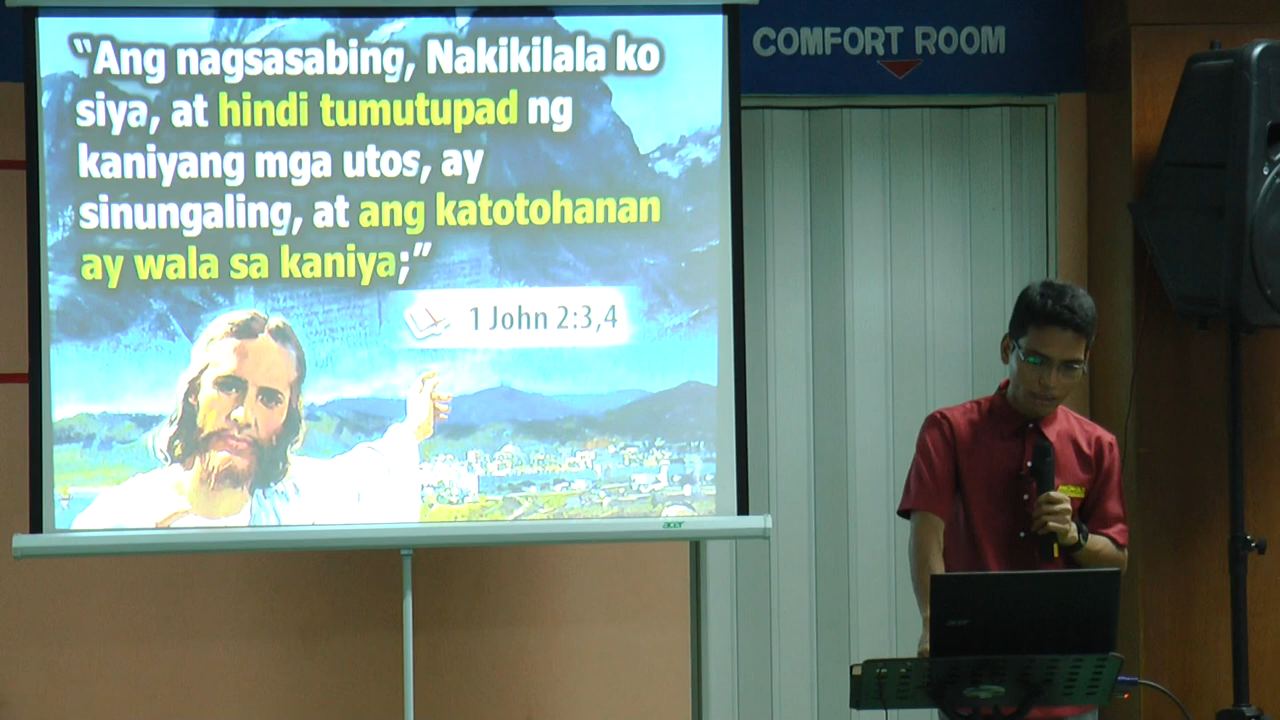 “Ang nagsasabing, Nakikilala ko
siya, at hindi tumutupad ng
kaniyang mga utos, ay
sinungaling, at ang katotohanan
ay wala sa kaniya;”
1 John 2:3,4
acer
COMFORT ROOM
acer